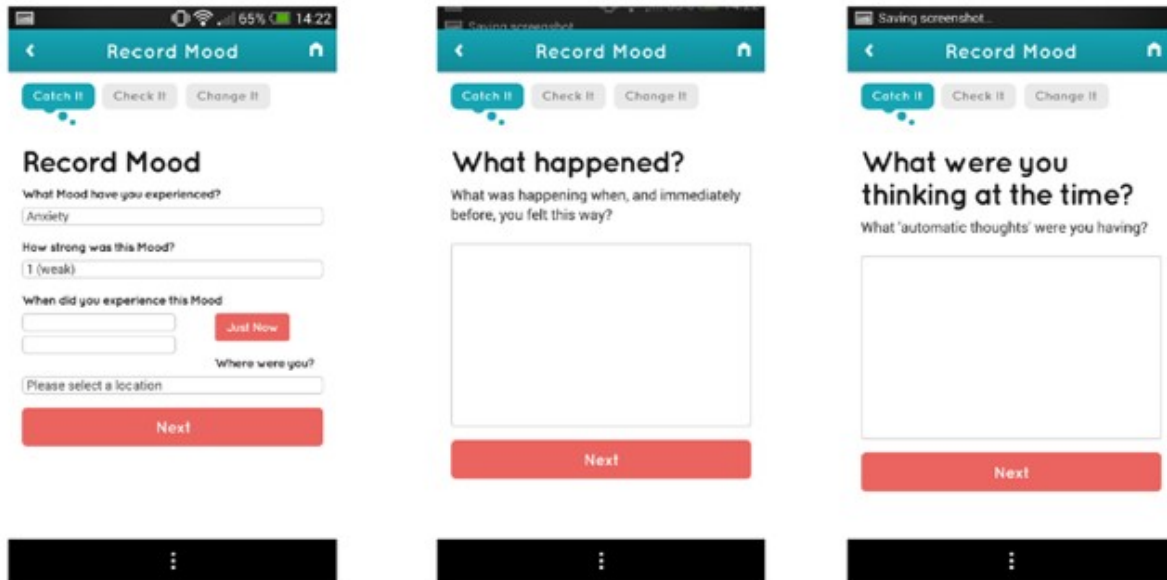 65% 14:22
Record Mood
Catch It Check It Change It
Record Mood
What Mood have you experienced?
Anxiety
How strong was this Mood?
1 (weak)
When did you experience this Mood
Just Now
Where were you?
Please select a location
Next
Saving screenshot...
Record Mood
Catch It Check It Change It
What happened?
What was happening when, and immediately
before, you felt this way?
Next
Saving screenshot...
Record Mood
Catch It Check It Change It
What were you
thinking at the time?
What 'automatic thoughts' were you having?
Next